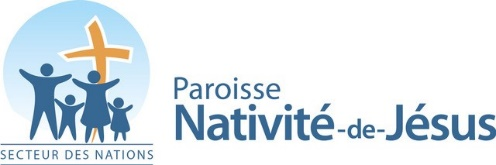 Paroisse
Nativité-de-Jésus
SECTEUR DES NATIONS